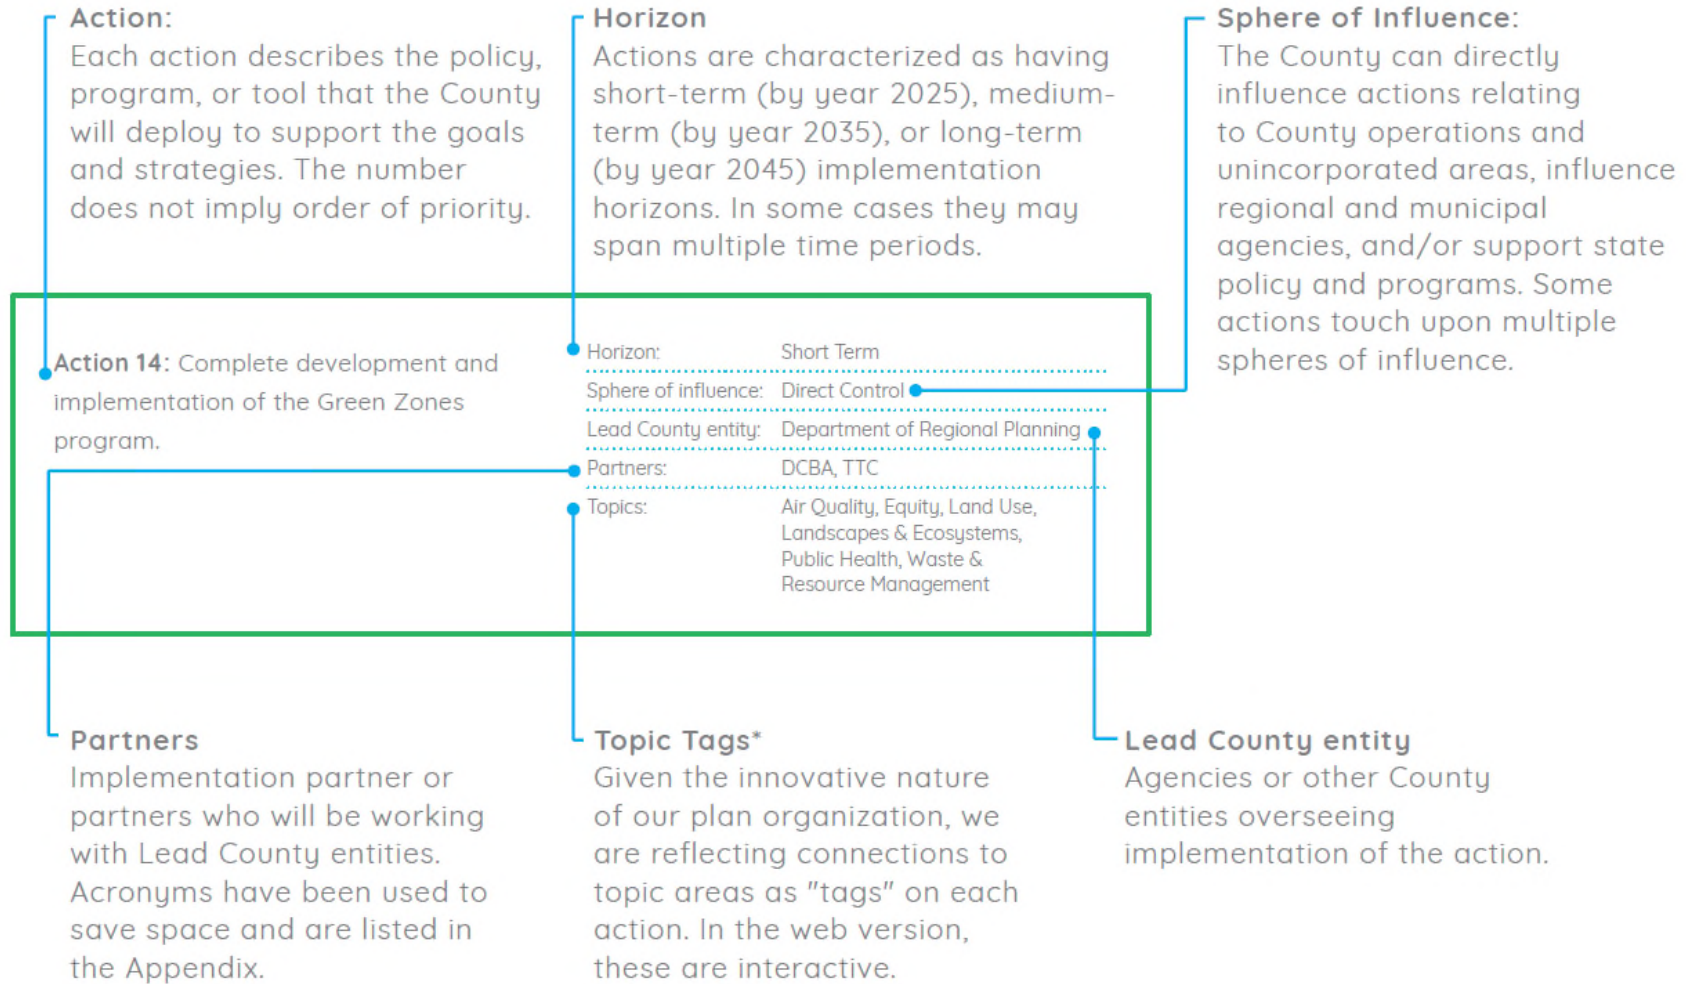 Action:
Each action describes the policy,
program, or tool that the County
will deploy to support the goals
and strategies. The number
does not imply order of priority.
Horizon
Actions are characterized as having
short-term (by year 2025), medium-
term (by year 2035), or long-term
(by year 2045) implementation
horizons. In some cases they may
span multiple time periods.
Sphere of Influence:
The County can directly
influence actions relating
to County operations and
unincorporated areas, influence
regional and municipal
agencies, and/or support state
policy and programs. Some
actions touch upon multiple
spheres of influence.
Action 14: Complete development and
implementation of the Green Zones
program.
Horizon: Short Term
Sphere of influence: Direct Control
Lead County entity: Department of Regional Planning
Partners: DCBA, TTC
Topics: Air Quality, Equity, Land Use,
Landscapes & Ecosystems,
Public Health, Waste &
Resource Management
Partners
Implementation partner or
partners who will be working
with Lead County entities.
Acronyms have been used to
save space and are listed in
the Appendix.
Topic Tags*
Given the innovative nature
of our plan organization, we
are reflecting connections to
topic areas as "tags" on each
action. In the web version,
these are interactive.
Lead County entity
Agencies or other County
entities overseeing
implementation of the action.